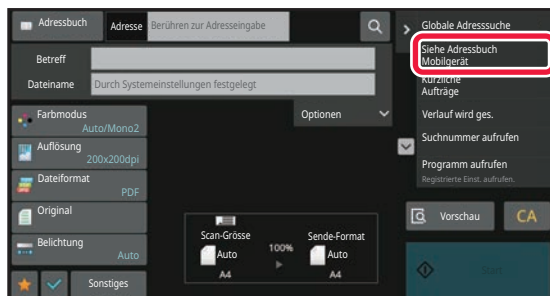 Adressbuch
Adresse
Berühren zur Adresseingabe
Betreff
Dateiname
Durch Systemeinstellungen festgelegt
Farbmodus
Auto/Mono2
Auflösung
200x200dpi
Dateiformat
PDF
Original
Belichtung
Auto
Sonstiges
Optionen
Scan-Grösse
Auto
A4
100%
Sende-Format
Auto
A4
Globale Adresssuche
Siehe Adressbuch
Mobilgerät
Kürzliche
Aufträge
Verlauf wird ges.
Suchnummer aufrufen
Programm aufrufen
Registrierte Einst. aufrufen.
Vorschau
CA
Start